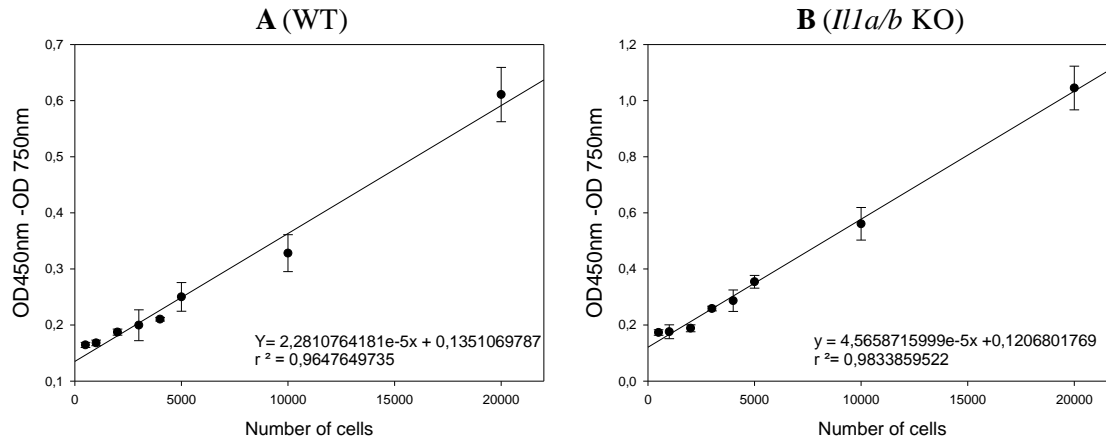 A (WT)
0,7
0,6
0,5
0,4
0,3
0,2
0,1
OD450nm -OD 750nm
Y= 2,2810764181e-5x + 0,1351069787
r ² = 0,9647649735
0
5000
10000
15000
20000
Number of cells
B (Il1a/b KO)
1,2
1,0
0,8
0,6
0,4
0,2
0,0
OD450nm -OD 750nm
y = 4,5658715999e-5x +0,1206801769
r ²= 0,9833859522
0
5000
10000
15000
20000
Number of cells